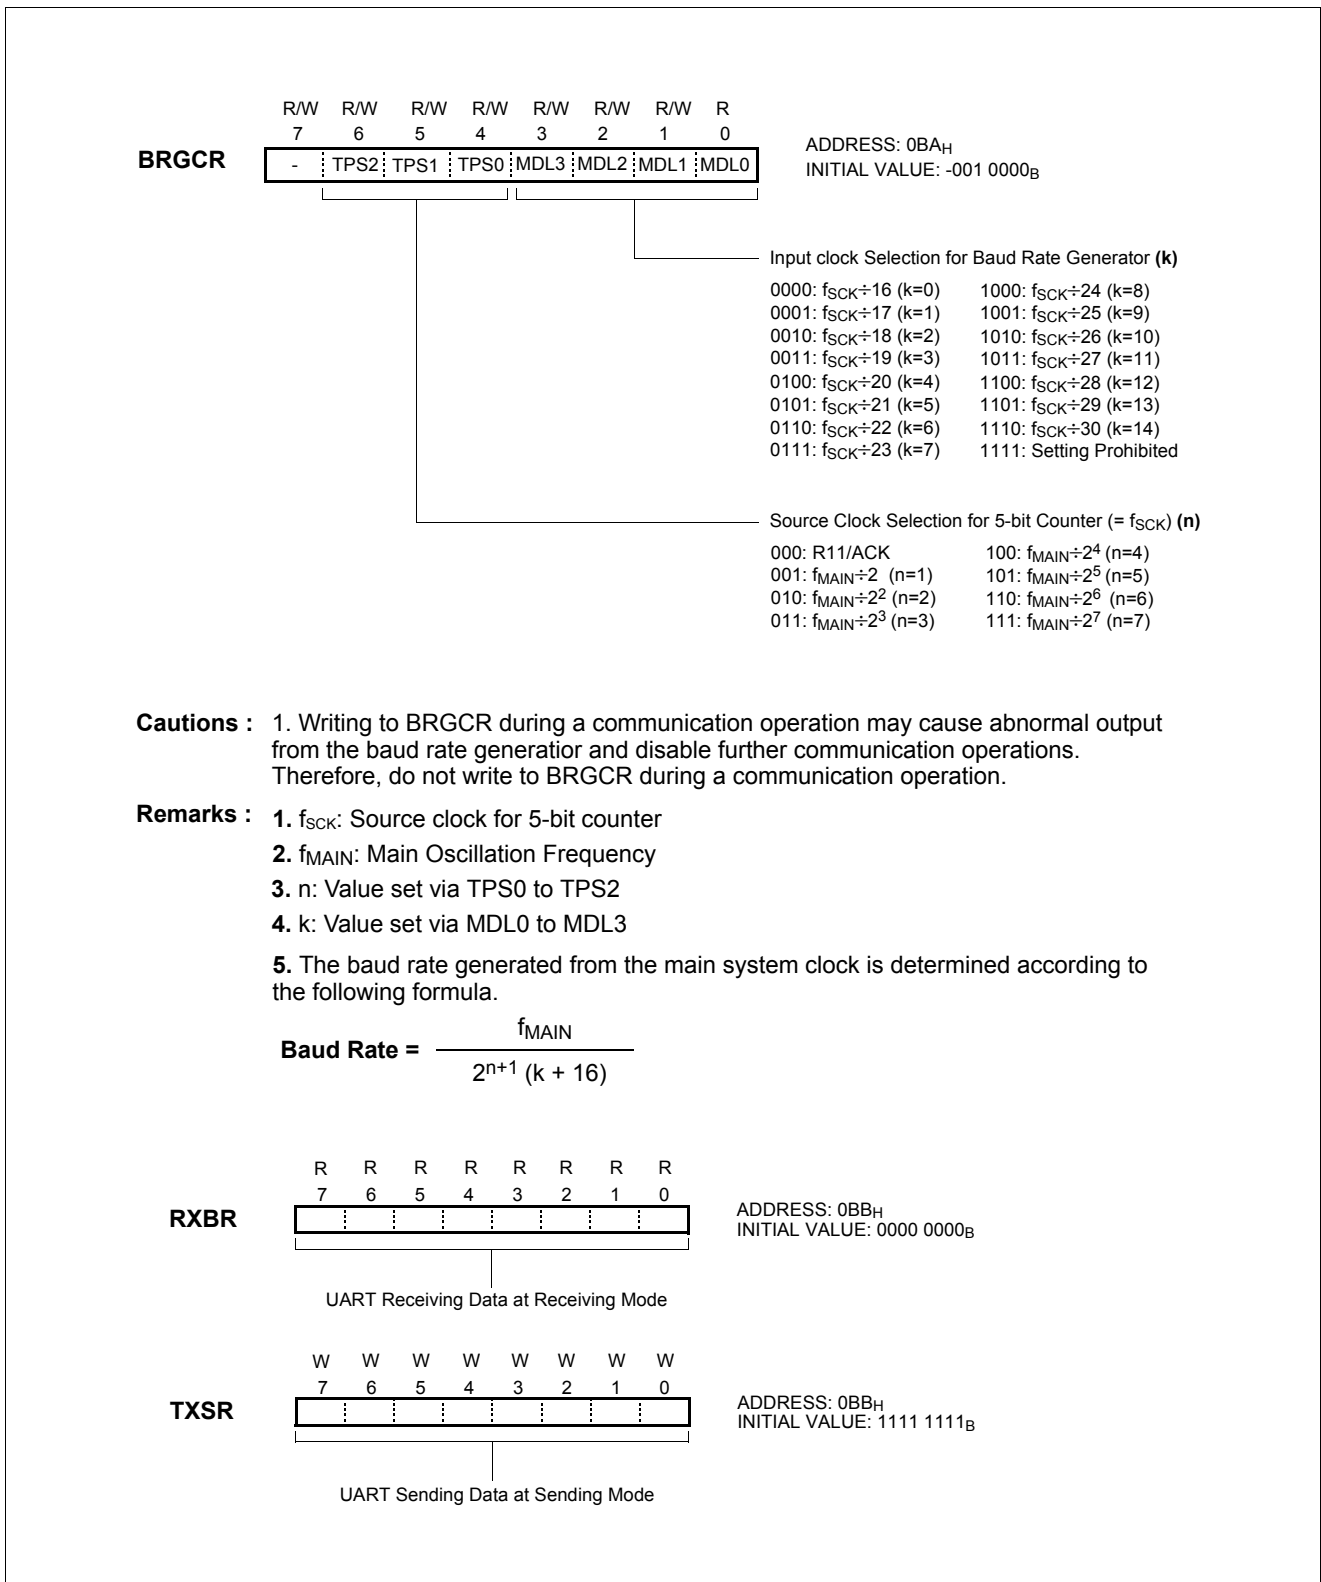 R/W R/W R/W R/W R/W R/W R/W R
7 6 5 4 3 2 1 0
BRGCR - TPS2 TPS1 TPS0 MDL3 MDL2 MDL1 MDL0
ADDRESS: 0BAH
INITIAL VALUE: -001 0000B
Input clock Selection for Baud Rate Generator (k)
0000: fSCK÷16 (k=0) 1000: fSCK÷24 (k=8)
0001: fSCK÷17 (k=1) 1001: fSCK÷25 (k=9)
0010: fSCK÷18 (k=2) 1010: fSCK÷26 (k=10)
0011: fSCK÷19 (k=3) 1011: fSCK÷27 (k=11)
0100: fSCK÷20 (k=4) 1100: fSCK÷28 (k=12)
0101: fSCK÷21 (k=5) 1101: fSCK÷29 (k=13)
0110: fSCK÷22 (k=6) 1110: fSCK÷30 (k=14)
0111: fSCK÷23 (k=7) 1111: Setting Prohibited
Source Clock Selection for 5-bit Counter (= fSCK) (n)
000: R11/ACK 100: fMAIN÷2⁴ (n=4)
001: fMAIN÷2 (n=1) 101: fMAIN÷2⁵ (n=5)
010: fMAIN÷2² (n=2) 110: fMAIN÷2⁶ (n=6)
011: fMAIN÷2³ (n=3) 111: fMAIN÷2⁷ (n=7)
Cautions : 1. Writing to BRGCR during a communication operation may cause abnormal output
from the baud rate generatior and disable further communication operations.
Therefore, do not write to BRGCR during a communication operation.
Remarks : 1. fSCK: Source clock for 5-bit counter
2. fMAIN: Main Oscillation Frequency
3. n: Value set via TPS0 to TPS2
4. k: Value set via MDL0 to MDL3
5. The baud rate generated from the main system clock is determined according to
the following formula.
fMAIN
Baud Rate =
2ⁿ⁺¹ (k + 16)
R R R R R R R R
7 6 5 4 3 2 1 0
RXBR
ADDRESS: 0BBH
INITIAL VALUE: 0000 0000B
UART Receiving Data at Receiving Mode
W W W W W W W W
7 6 5 4 3 2 1 0
TXSR
ADDRESS: 0BBH
INITIAL VALUE: 1111 1111B
UART Sending Data at Sending Mode